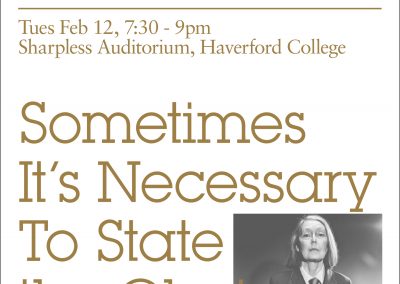 Tues Feb 12, 7:30 - 9pm
Sharpless Auditorium, Haverford College
Sometimes
It's Necessary
To State